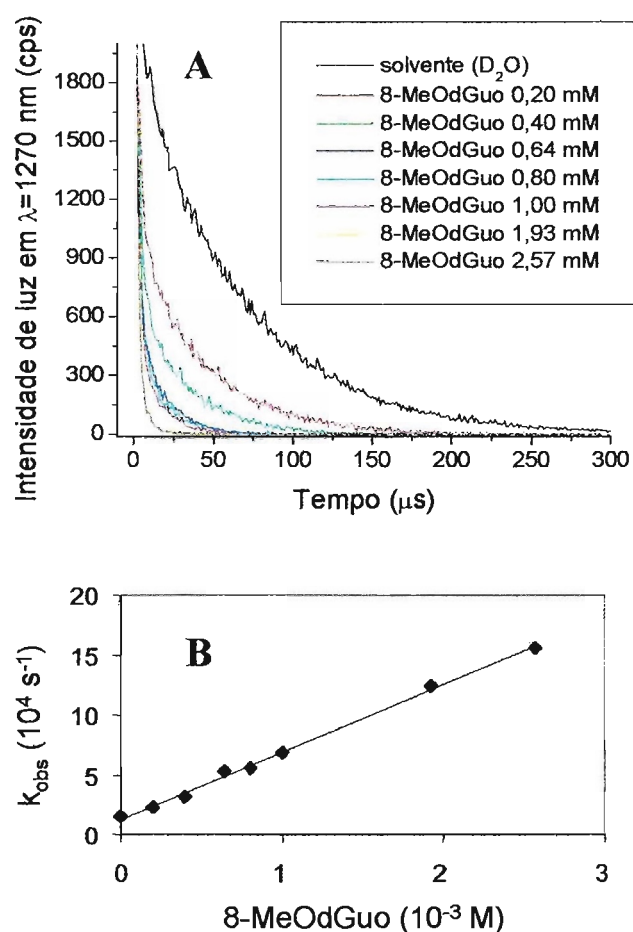 A
1800
1500
1200
900
600
300
0
Intensidade de luz em λ=1270 nm (cps)
solvente (D₂O)
8-MeOdGuo 0,20 mM
8-MeOdGuo 0,40 mM
8-MeOdGuo 0,64 mM
8-MeOdGuo 0,80 mM
8-MeOdGuo 1,00 mM
8-MeOdGuo 1,93 mM
8-MeOdGuo 2,57 mM
0 50 100 150 200 250 300
Tempo (μs)
B
20
15
10
5
0
k_obs (10⁴ s⁻¹)
0 1 2 3
8-MeOdGuo (10⁻³ M)